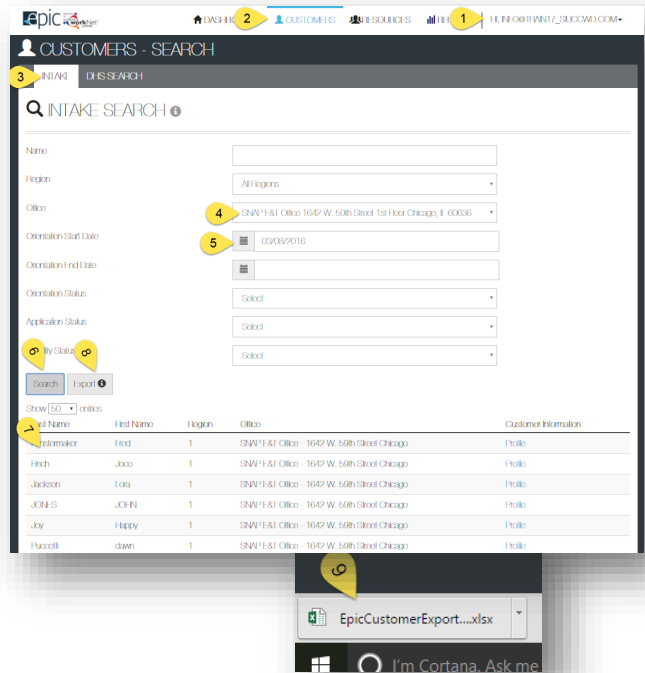 epic workNet
2 CUSTOMERS RESOURCES 1 HI, INFO@TRAIN17_SIUCCWD.COM
CUSTOMERS - SEARCH
3 INTAKE DHS SEARCH
INTAKE SEARCH
Name
Region All Regions
Office 4 SNAP E&T Office 1642 W. 59th Street 1st Floor Chicago, IL 60636
Orientation Start Date 5 03/08/2016
Orientation End Date
Orientation Status Select
Application Status Select
Status Select
6 8
Search Export
Show 50 entries
7 Last Name First Name Region Office Customer Information
Fred 1 SNAP E&T Office - 1642 W. 59th Street Chicago Profile
Finch Joco 1 SNAP E&T Office - 1642 W. 59th Street Chicago Profile
Jackson Lora 1 SNAP E&T Office - 1642 W. 59th Street Chicago Profile
JONES JOHN 1 SNAP E&T Office - 1642 W. 59th Street Chicago Profile
Joy Happy 1 SNAP E&T Office - 1642 W. 59th Street Chicago Profile
Puccetti dawn 1 SNAP E&T Office - 1642 W. 59th Street Chicago Profile
9
EpicCustomerExport....xlsx
I'm Cortana. Ask me